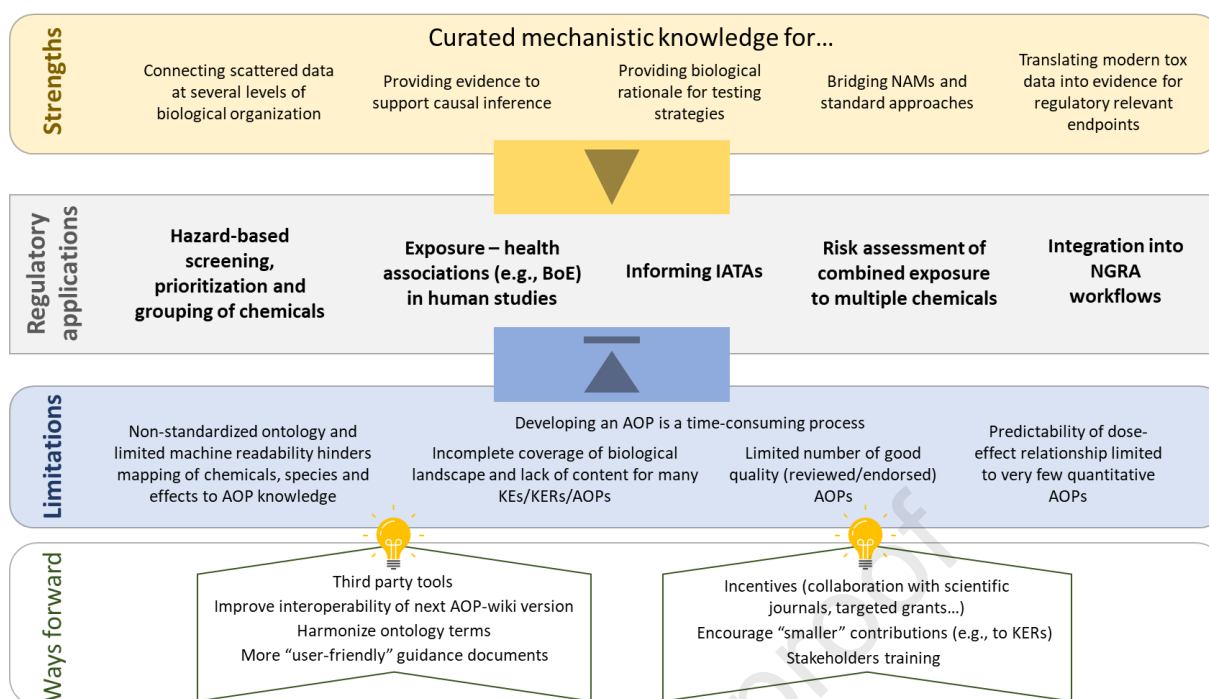 Strengths
Curated mechanistic knowledge for…
Connecting scattered data
at several levels of
biological organization
Providing evidence to
support causal inference
Providing biological
rationale for testing
strategies
Bridging NAMs and
standard approaches
Translating modern tox
data into evidence for
regulatory relevant
endpoints
Regulatory
applications
Hazard-based
screening,
prioritization and
grouping of chemicals
Exposure – health
associations (e.g., BoE)
in human studies
Informing IATAs
Risk assessment of
combined exposure
to multiple chemicals
Integration into
NGRA
workflows
Limitations
Developing an AOP is a time-consuming process
Non-standardized ontology and
limited machine readability hinders
mapping of chemicals, species and
effects to AOP knowledge
Incomplete coverage of biological
landscape and lack of content for many
KEs/KERs/AOPs
Limited number of good
quality (reviewed/endorsed)
AOPs
Predictability of dose-
effect relationship limited
to very few quantitative
AOPs
Ways forward
Third party tools
Improve interoperability of next AOP-wiki version
Harmonize ontology terms
More “user-friendly” guidance documents
Incentives (collaboration with scientific
journals, targeted grants…)
Encourage “smaller” contributions (e.g., to KERs)
Stakeholders training
proof